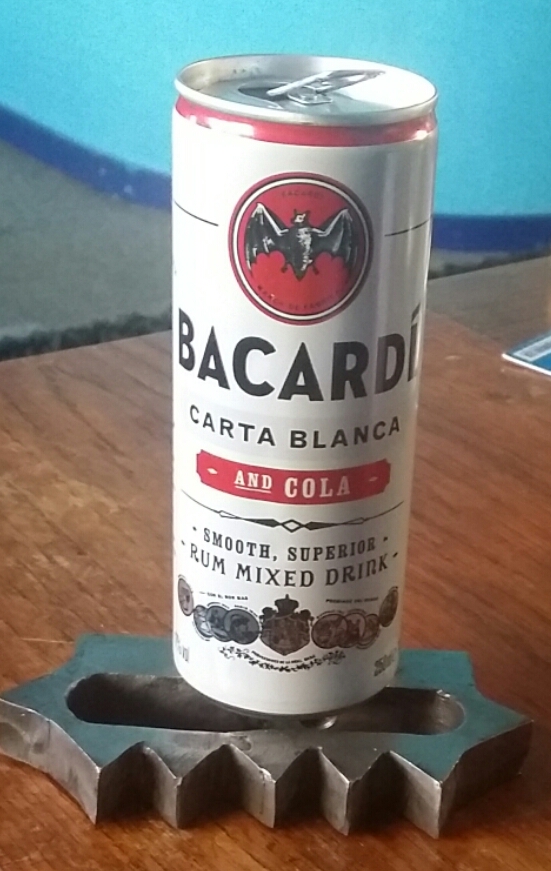 BACARDÍ
CARTA BLANCA
AND COLA
SMOOTH, SUPERIOR
RUM MIXED DRINK